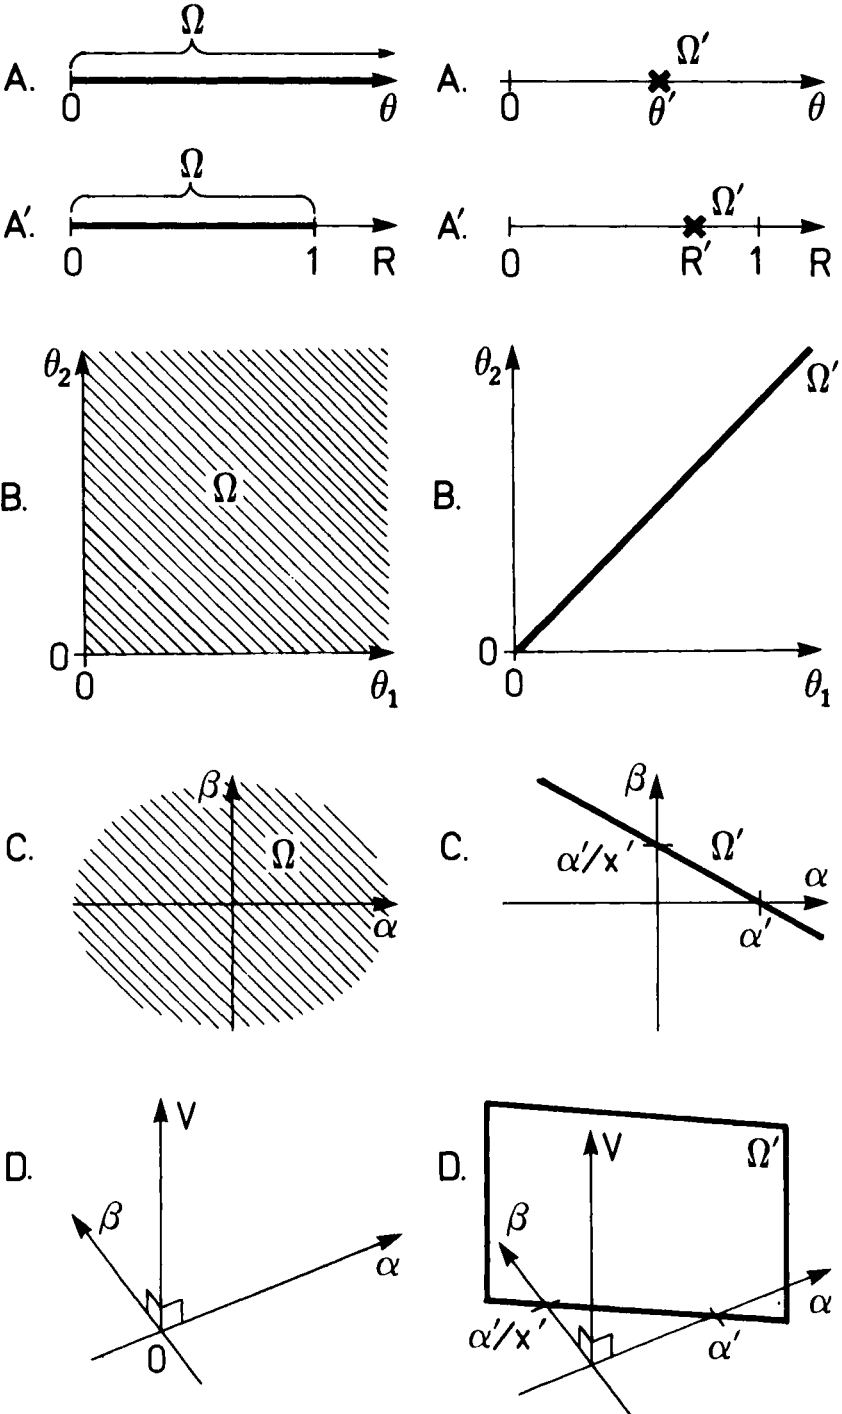 Ω
A.
0 θ
Ω′
A.
0 θ′ θ
Ω
A′.
0 1 R
Ω′
A′.
0 R′ 1 R
θ₂
Ω
B.
0
0 θ₁
θ₂
Ω′
B.
0
0 θ₁
β
Ω
C.
α
β
Ω′
C.
α′/x′
α
α′
V
D.
β
α
0
Ω′
V
D.
β
α
α′/x′
α′